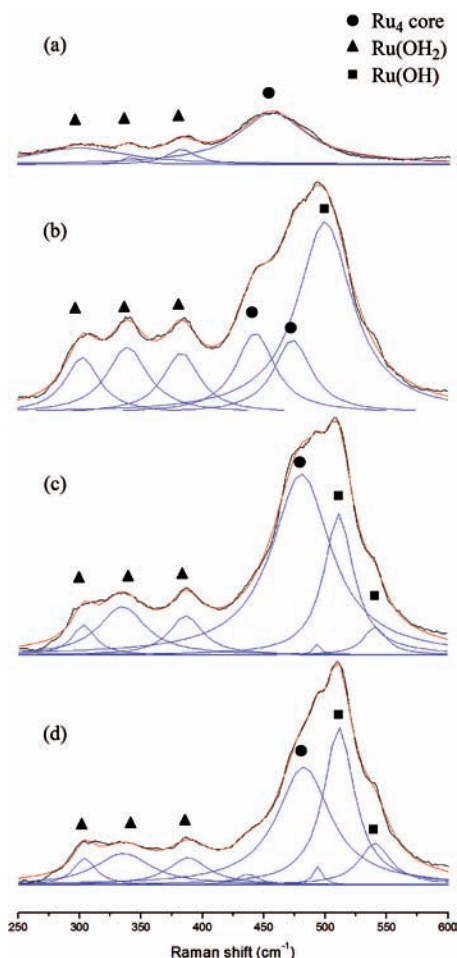 (a)
● Ru₄ core
▲ Ru(OH₂)
■ Ru(OH)
(b)
(c)
(d)
250 300 350 400 450 500 550 600
Raman shift (cm⁻¹)